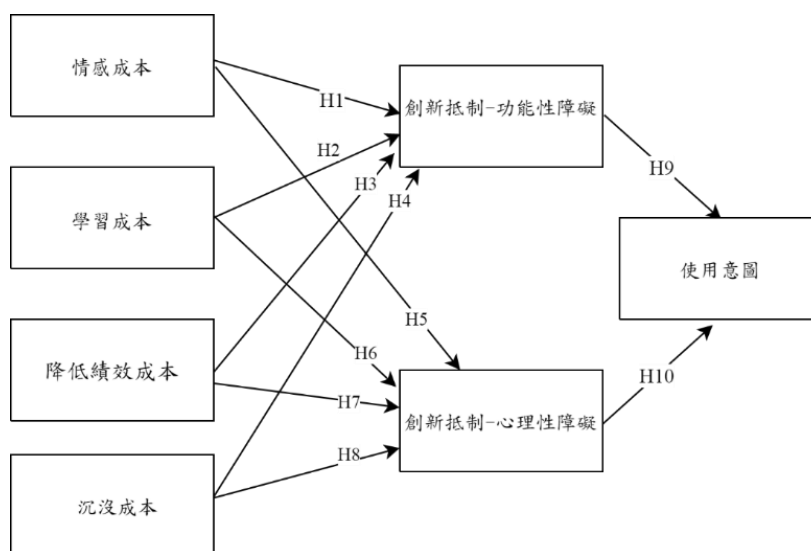 情感成本
學習成本
降低績效成本
沉沒成本
H1
H2
H3
H4
H5
H6
H7
H8
創新抵制-功能性障礙
創新抵制-心理性障礙
H9
H10
使用意圖